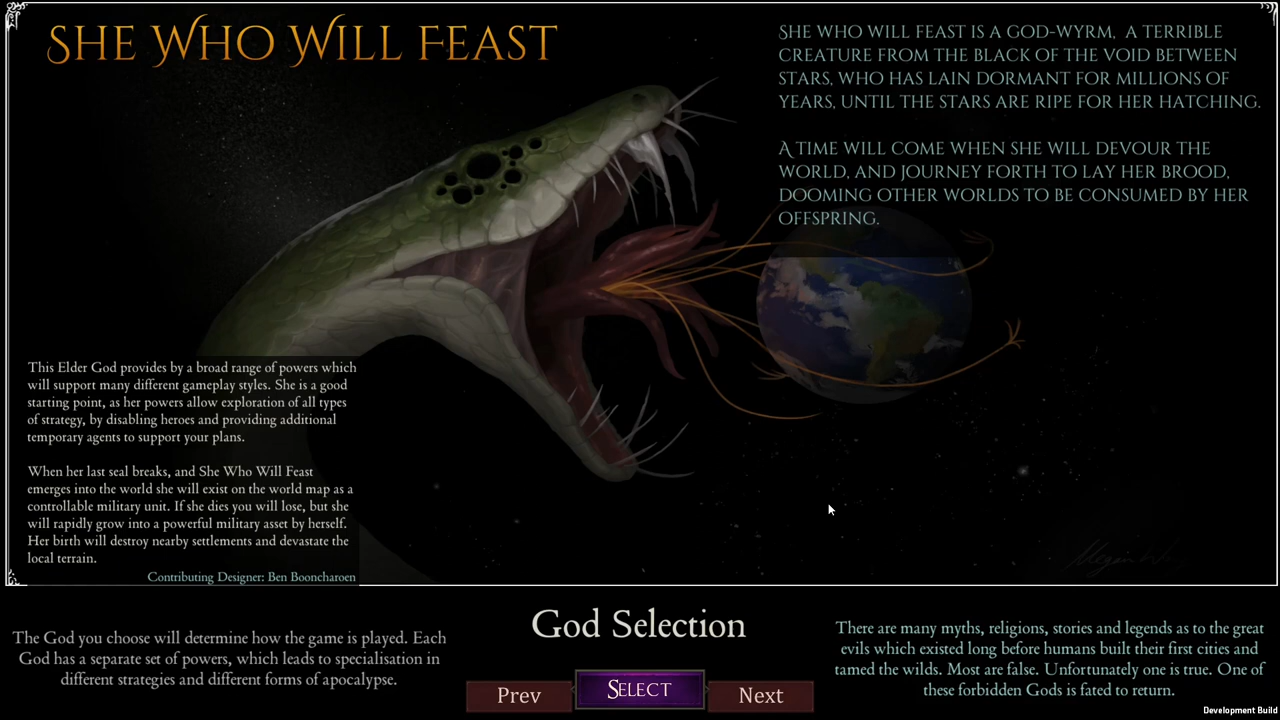 She Who Will Feast
She who will feast is a god-wyrm, a terrible
creature from the black of the void between
stars, who has lain dormant for millions of
years, until the stars are ripe for her hatching.
A time will come when she will devour the
world, and journey forth to lay her brood,
dooming other worlds to be consumed by her
offspring.
This Elder God provides by a broad range of powers which
will support many different gameplay styles. She is a good
starting point, as her powers allow exploration of all types
of strategy, by disabling heroes and providing additional
temporary agents to support your plans.
When her last seal breaks, and She Who Will Feast
emerges into the world she will exist on the world map as a
controllable military unit. If she dies you will lose, but she
will rapidly grow into a powerful military asset by herself.
Her birth will destroy nearby settlements and devastate the
local terrain.
Contributing Designer: Ben Booncharoen
God Selection
The God you choose will determine how the game is played. Each
God has a separate set of powers, which leads to specialisation in
different strategies and different forms of apocalypse.
Prev
Select
Next
There are many myths, religions, stories and legends as to the great
evils which existed long before humans built their first cities and
tamed the wilds. Most are false. Unfortunately one is true. One of
these forbidden Gods is fated to return.
Development Build